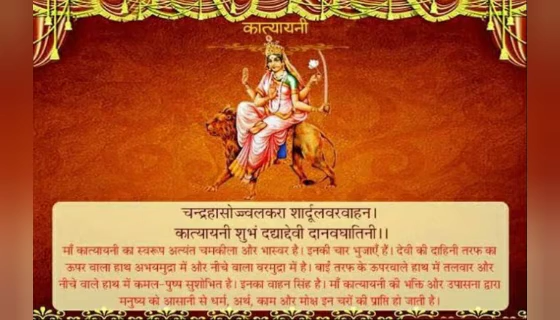 कात्यायनी
चन्द्रहासोज्ज्वलकरा शार्दूलवरवाहन।
कात्यायनी शुभं दद्याद्देवी दानवघातिनी।।
माँ कात्यायनी का स्वरूप अत्यंत चमकीला और भास्वर है। इनकी चार भुजाएँ हैं। देवी की दाहिनी तरफ का
ऊपर वाला हाथ अभयमुद्रा में और नीचे वाला वरमुद्रा में है। बाईं तरफ के ऊपरवाले हाथ में तलवार और
नीचे वाले हाथ में कमल-पुष्प सुशोभित है। इनका वाहन सिंह है। माँ कात्यायनी की भक्ति और उपासना द्वारा
मनुष्य को आसानी से धर्म, अर्थ, काम और मोक्ष इन चरों की प्राप्ति हो जाती है।